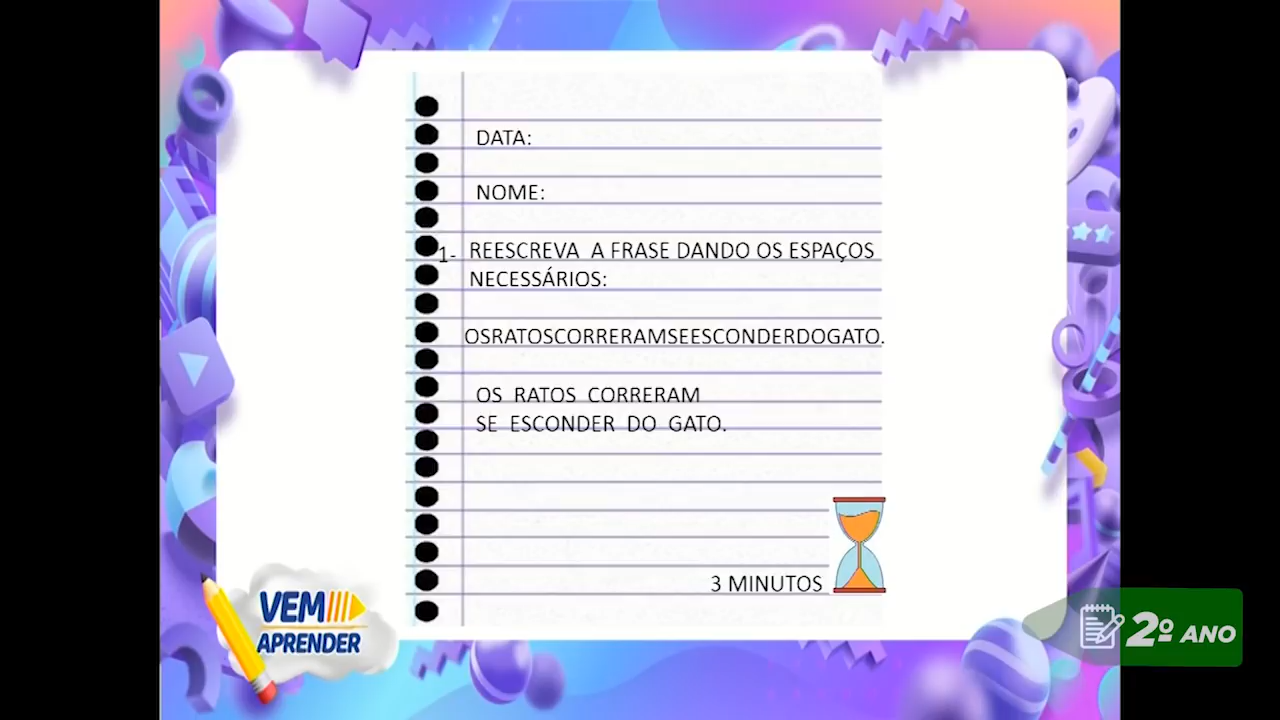 DATA:
NOME:
1- REESCREVA A FRASE DANDO OS ESPAÇOS
NECESSÁRIOS:
OSRATOSCORRERAMSEESCONDERDOGATO.
OS RATOS CORRERAM
SE ESCONDER DO GATO.
3 MINUTOS
VEM
APRENDER
2º ANO